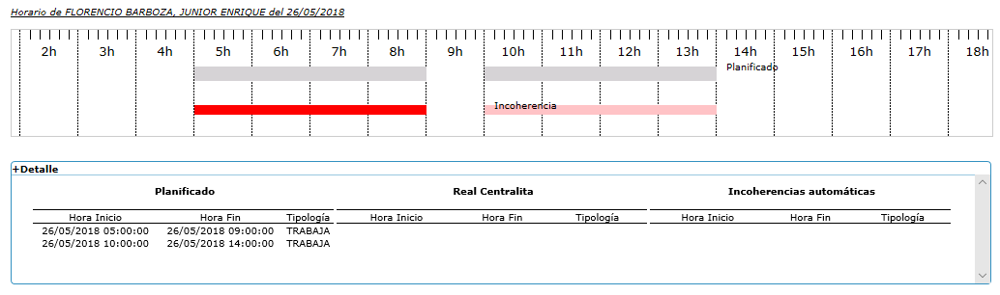 Horario de FLORENCIO BARBOZA, JUNIOR ENRIQUE del 26/05/2018
2h 3h 4h 5h 6h 7h 8h 9h 10h 11h 12h 13h 14h 15h 16h 17h 18h
Planificado
Incoherencia
+Detalle
Planificado Real Centralita Incoherencias automáticas
Hora Inicio Hora Fin Tipología Hora Inicio Hora Fin Tipología Hora Inicio Hora Fin Tipología
26/05/2018 05:00:00 26/05/2018 09:00:00 TRABAJA
26/05/2018 10:00:00 26/05/2018 14:00:00 TRABAJA